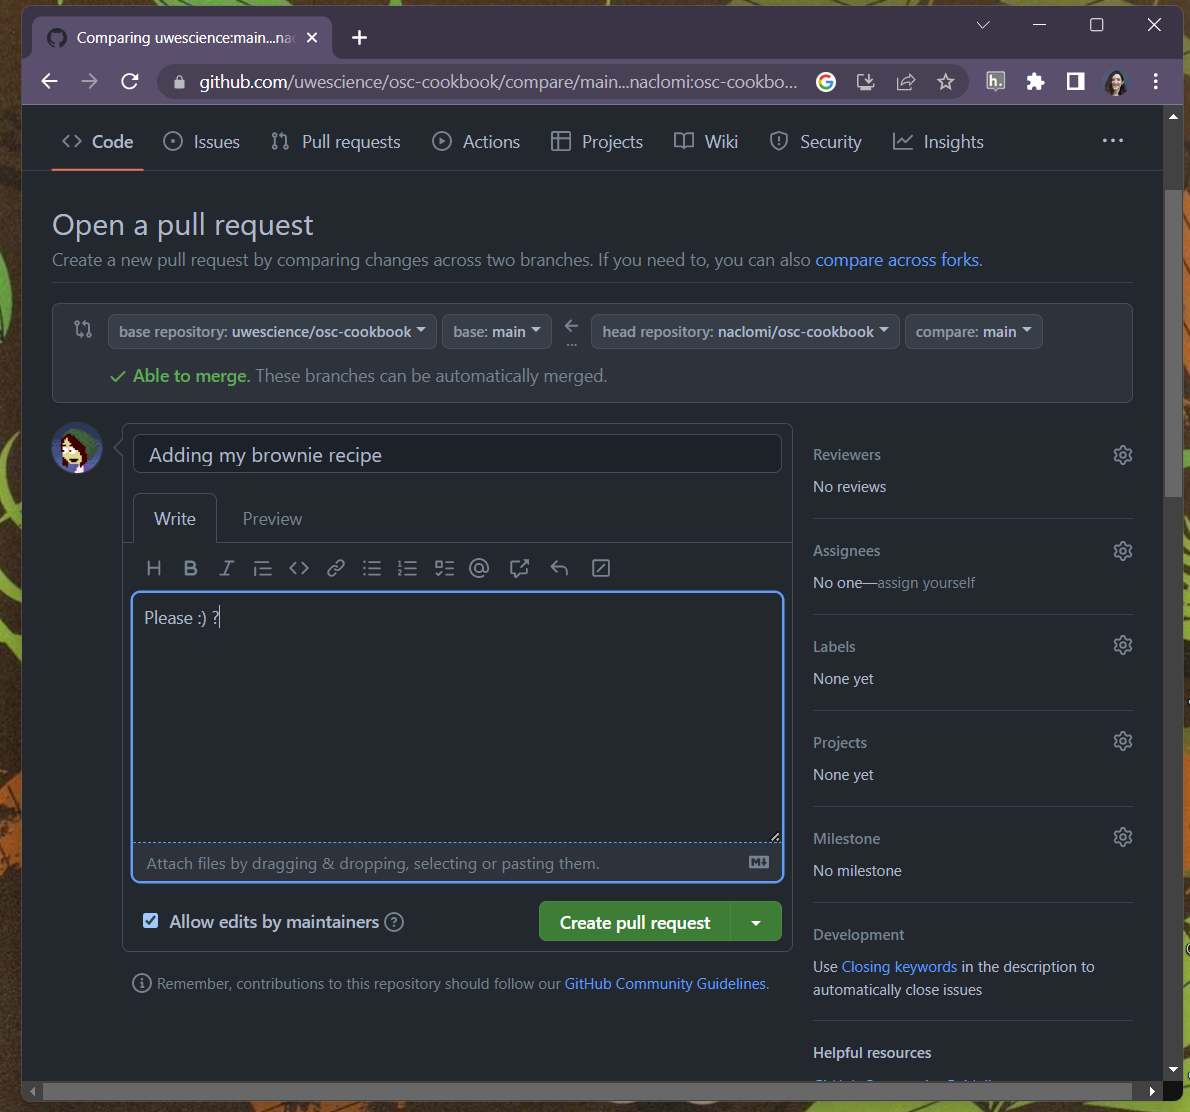 Comparing uwescience:main...nac
github.com/uwescience/osc-cookbook/compare/main...naclomi:osc-cookbo...
h.
Code Issues Pull requests Actions Projects Wiki Security Insights
Open a pull request
Create a new pull request by comparing changes across two branches. If you need to, you can also compare across forks.
base repository: uwescience/osc-cookbook base: main ... head repository: naclomi/osc-cookbook compare: main
Able to merge. These branches can be automatically merged.
Adding my brownie recipe
Write Preview
Please :) ?
Attach files by dragging & dropping, selecting or pasting them.
Allow edits by maintainers
Create pull request
Remember, contributions to this repository should follow our GitHub Community Guidelines.
Reviewers
No reviews
Assignees
No one—assign yourself
Labels
None yet
Projects
None yet
Milestone
No milestone
Development
Use Closing keywords in the description to
automatically close issues
Helpful resources